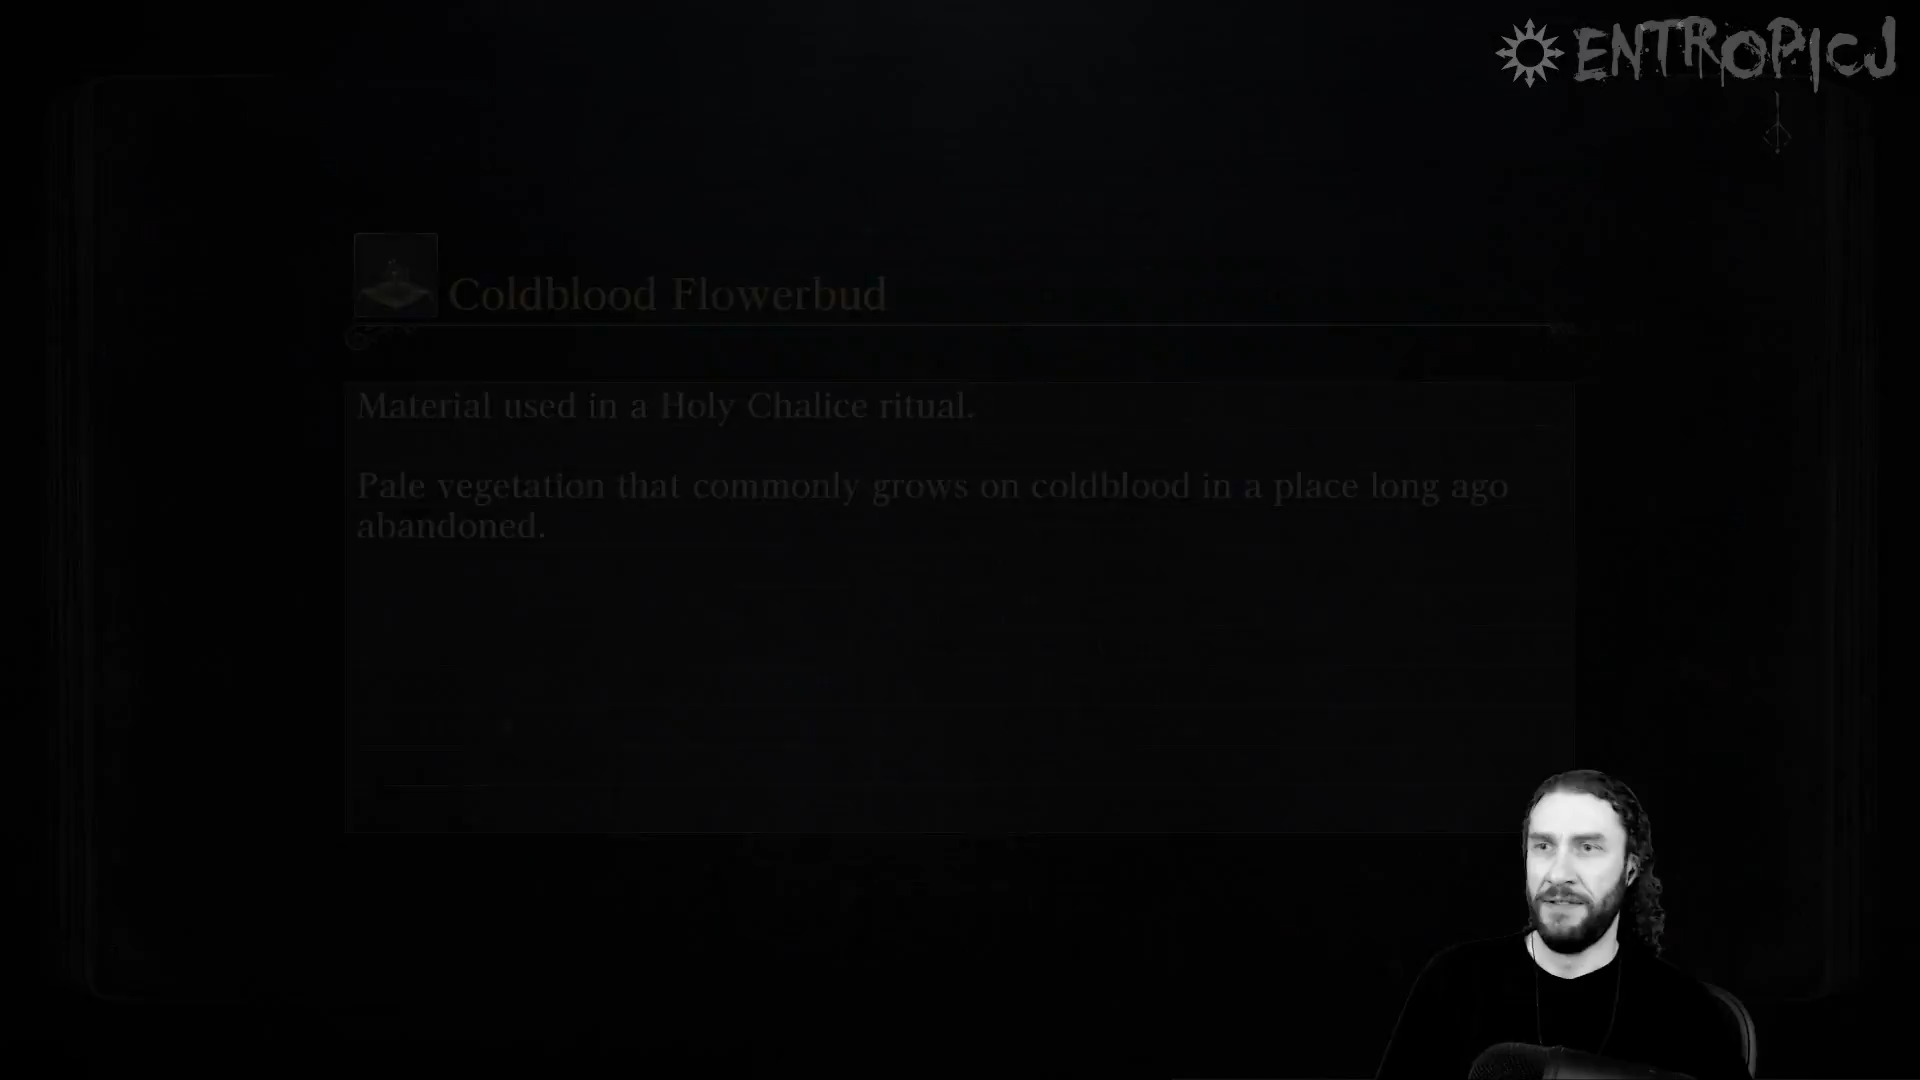 ENTROPICJ
Coldblood Flowerbud
Material used in a Holy Chalice ritual.
Pale vegetation that commonly grows on coldblood in a place long ago
abandoned.